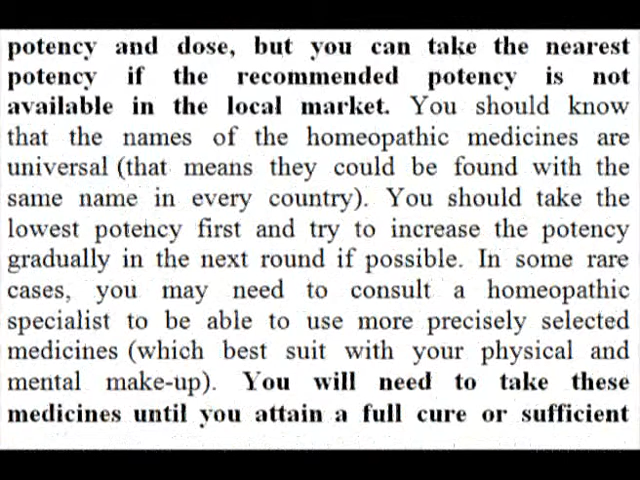 potency and dose, but you can take the nearest
potency if the recommended potency is not
available in the local market. You should know
that the names of the homeopathic medicines are
universal (that means they could be found with the
same name in every country). You should take the
lowest potency first and try to increase the potency
gradually in the next round if possible. In some rare
cases, you may need to consult a homeopathic
specialist to be able to use more precisely selected
medicines (which best suit with your physical and
mental make-up). You will need to take these
medicines until you attain a full cure or sufficient